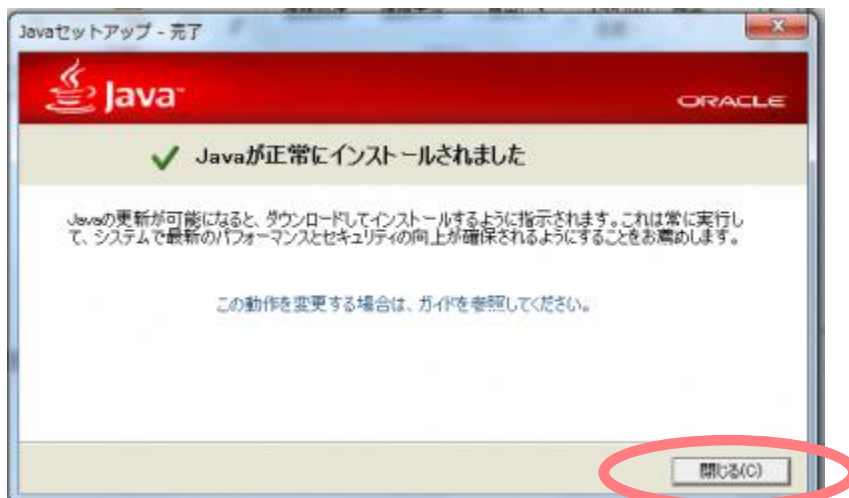 Javaセットアップ - 完了
Java™
ORACLE
Javaが正常にインストールされました
Javaの更新が可能になると、ダウンロードしてインストールするように指示されます。これは常に実行し
て、システムで最新のパフォーマンスとセキュリティの向上が確保されるようにすることをお薦めします。
この動作を変更する場合は、ガイドを参照してください。
閉じる(C)